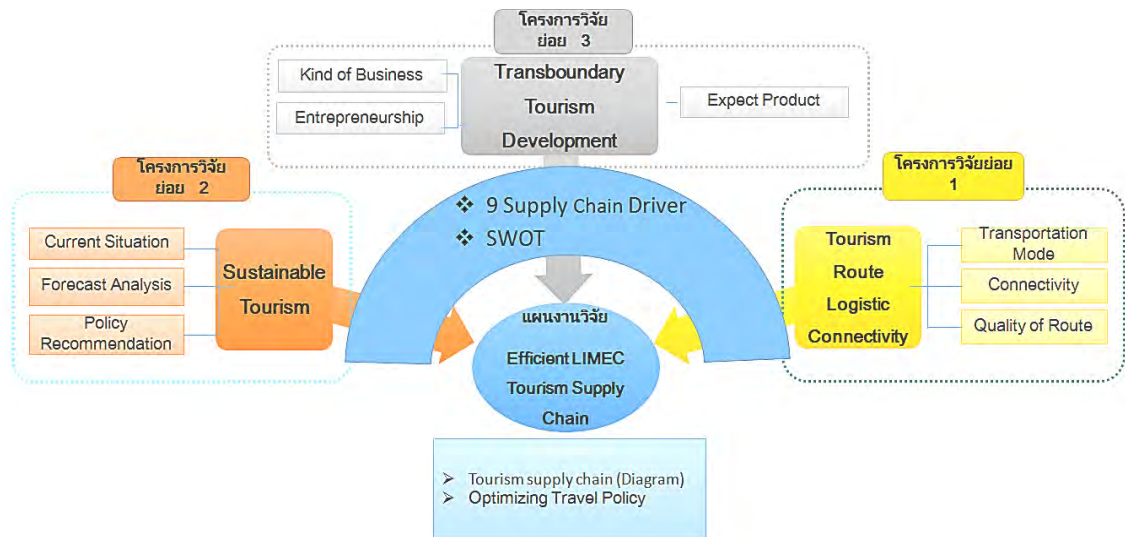 โครงการวิจัย
ย่อย 3
Kind of Business
Entrepreneurship
Transboundary
Tourism
Development
Expect Product
โครงการวิจัย
ย่อย 2
Current Situation
Forecast Analysis
Policy
Recommendation
Sustainable
Tourism
❖ 9 Supply Chain Driver
❖ SWOT
โครงการวิจัยย่อย
1
Tourism
Route
Logistic
Connectivity
Transportation
Mode
Connectivity
Quality of Route
แผนงานวิจัย
Efficient LIMEC
Tourism Supply
Chain
➢ Tourism supply chain (Diagram)
➢ Optimizing Travel Policy